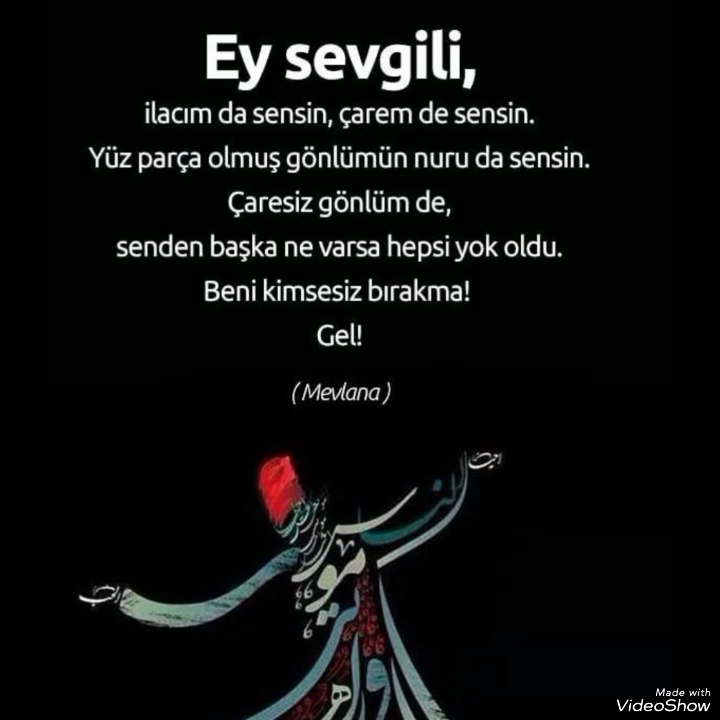 Ey sevgili,
ilacım da sensin, çarem de sensin.
Yüz parça olmuş gönlümün nuru da sensin.
Çaresiz gönlüm de,
senden başka ne varsa hepsi yok oldu.
Beni kimsesiz bırakma!
Gel!
(Mevlana)
Made with
VideoShow